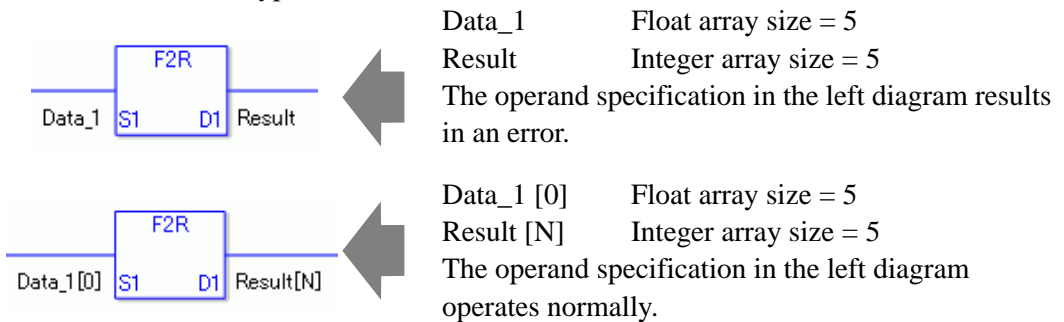 F2R
Data_1 S1 D1 Result
Data_1 Float array size = 5
Result Integer array size = 5
The operand specification in the left diagram results
in an error.
F2R
Data_1[0] S1 D1 Result[N]
Data_1 [0] Float array size = 5
Result [N] Integer array size = 5
The operand specification in the left diagram
operates normally.